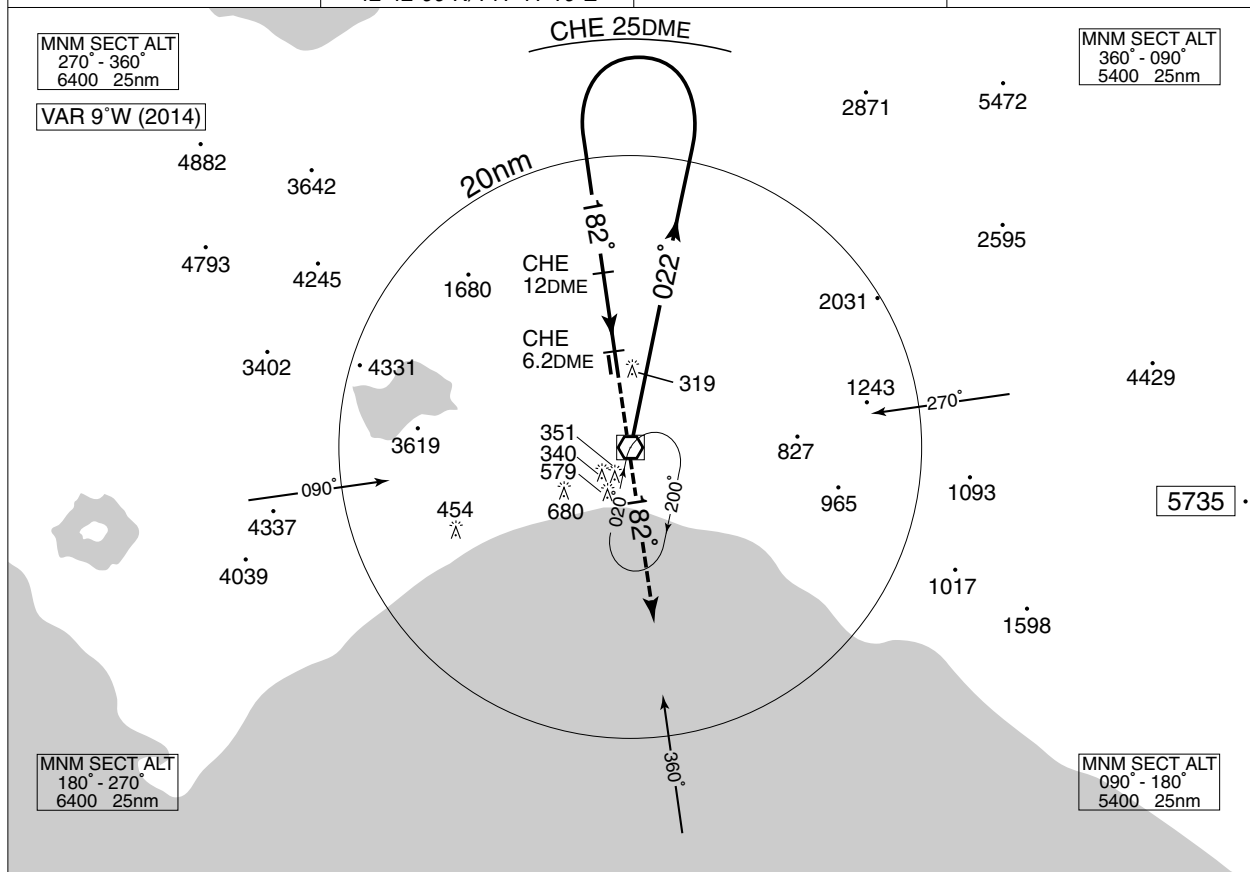 CHE 25DME
MNM SECT ALT
270° - 360°
6400 25nm
MNM SECT ALT
360° - 090°
5400 25nm
VAR 9°W (2014)
2871
5472
4882
3642
20nm
182°
022°
2595
4793
4245
1680
CHE
12DME
2031
CHE
6.2DME
3402
4331
319
4429
1243
270°
351
340
579
3619
827
090°
020°
200°
182°
965
1093
5735
454
680
4337
4039
1017
1598
360°
MNM SECT ALT
180° - 270°
6400 25nm
MNM SECT ALT
090° - 180°
5400 25nm